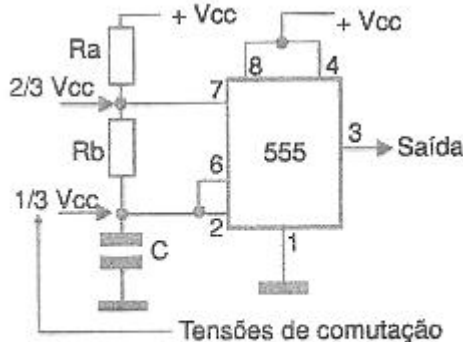 + Vcc
+ Vcc
Ra
8
4
2/3 Vcc
7
3
Saída
555
Rb
6
1/3 Vcc
2
1
C
Tensões de comutação